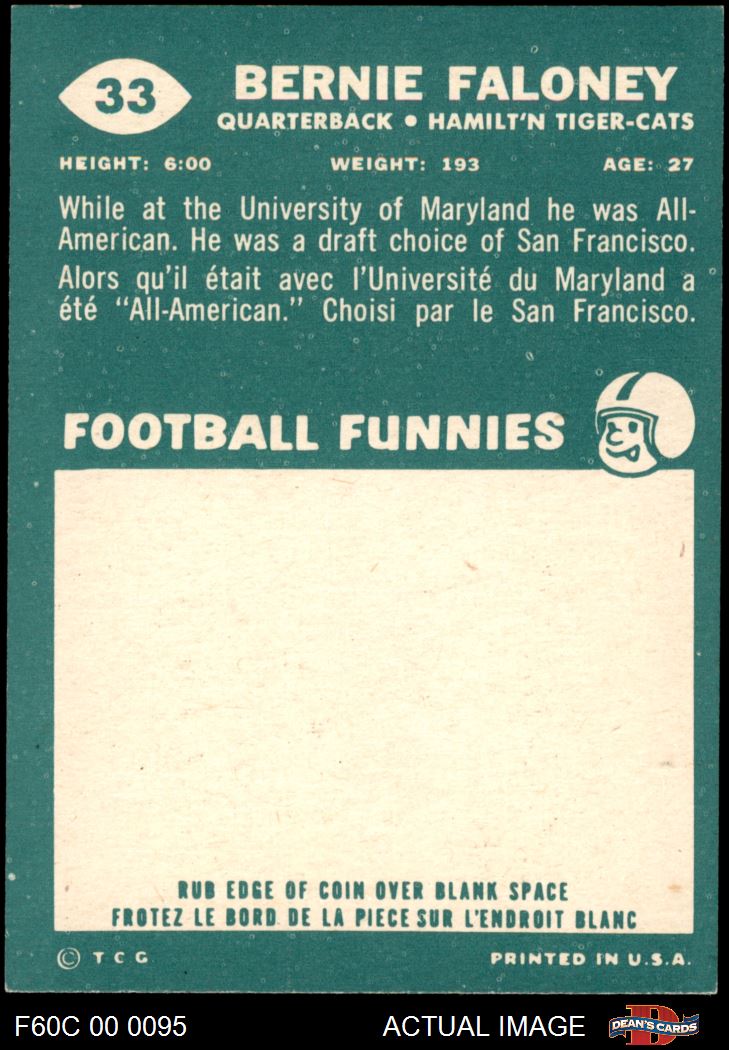 33
BERNIE FALONEY
QUARTERBACK • HAMILT'N TIGER-CATS
HEIGHT: 6:00 WEIGHT: 193 AGE: 27
While at the University of Maryland he was All-
American. He was a draft choice of San Francisco.
Alors qu'il était avec l'Université du Maryland a
été "All-American." Choisi par le San Francisco.
FOOTBALL FUNNIES
RUB EDGE OF COIN OVER BLANK SPACE
FROTEZ LE BORD DE LA PIECE SUR L'ENDROIT BLANC
© T C G PRINTED IN U.S.A.
F60C 00 0095 ACTUAL IMAGE D DEAN'S CARDS